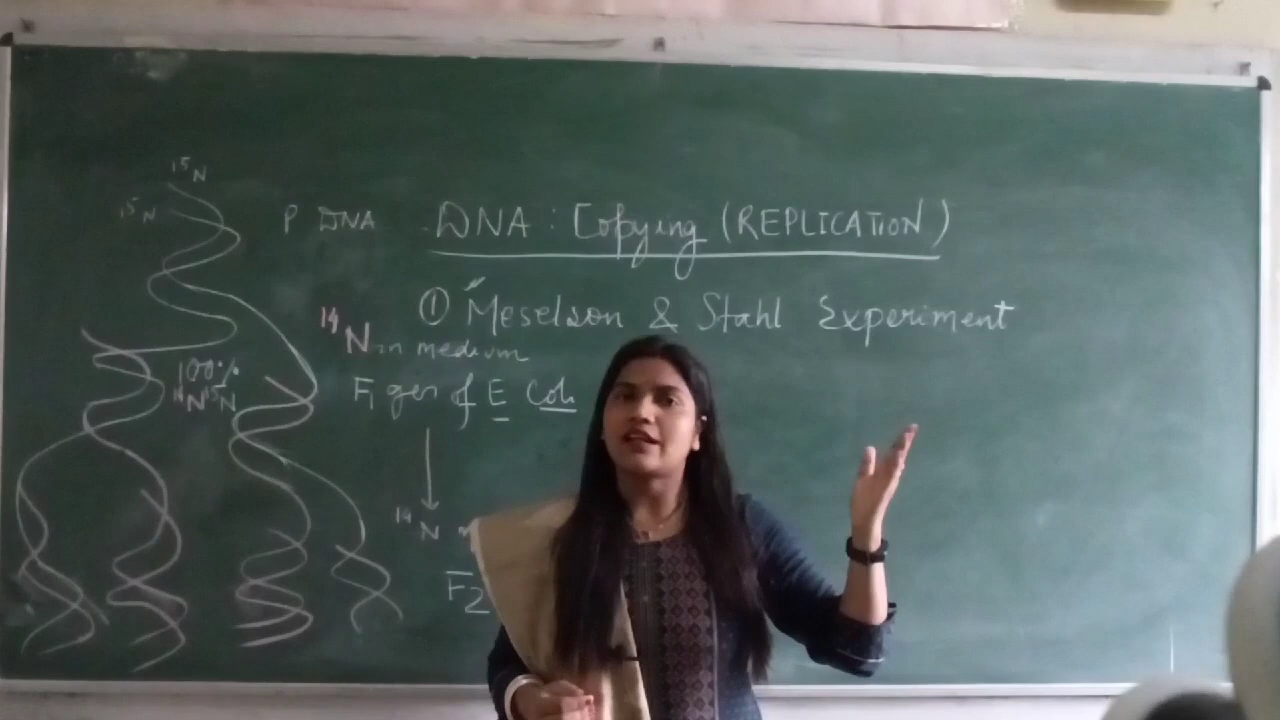 15N
15N
P DNA
DNA : Copying (REPLICATION)
① Meselson & Stahl Experiment
14N in medium
100%
14N15N
F1 gen of E Coli
14N
F2